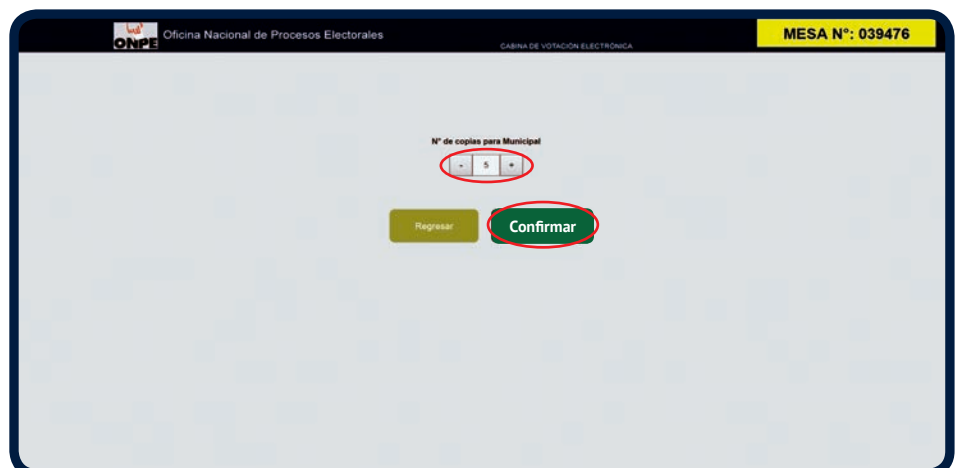 ONPE
Oficina Nacional de Procesos Electorales
CABINA DE VOTACIÓN ELECTRÓNICA
MESA N°: 039476
N° de copias para Municipal
- 5 +
Regresar
Confirmar